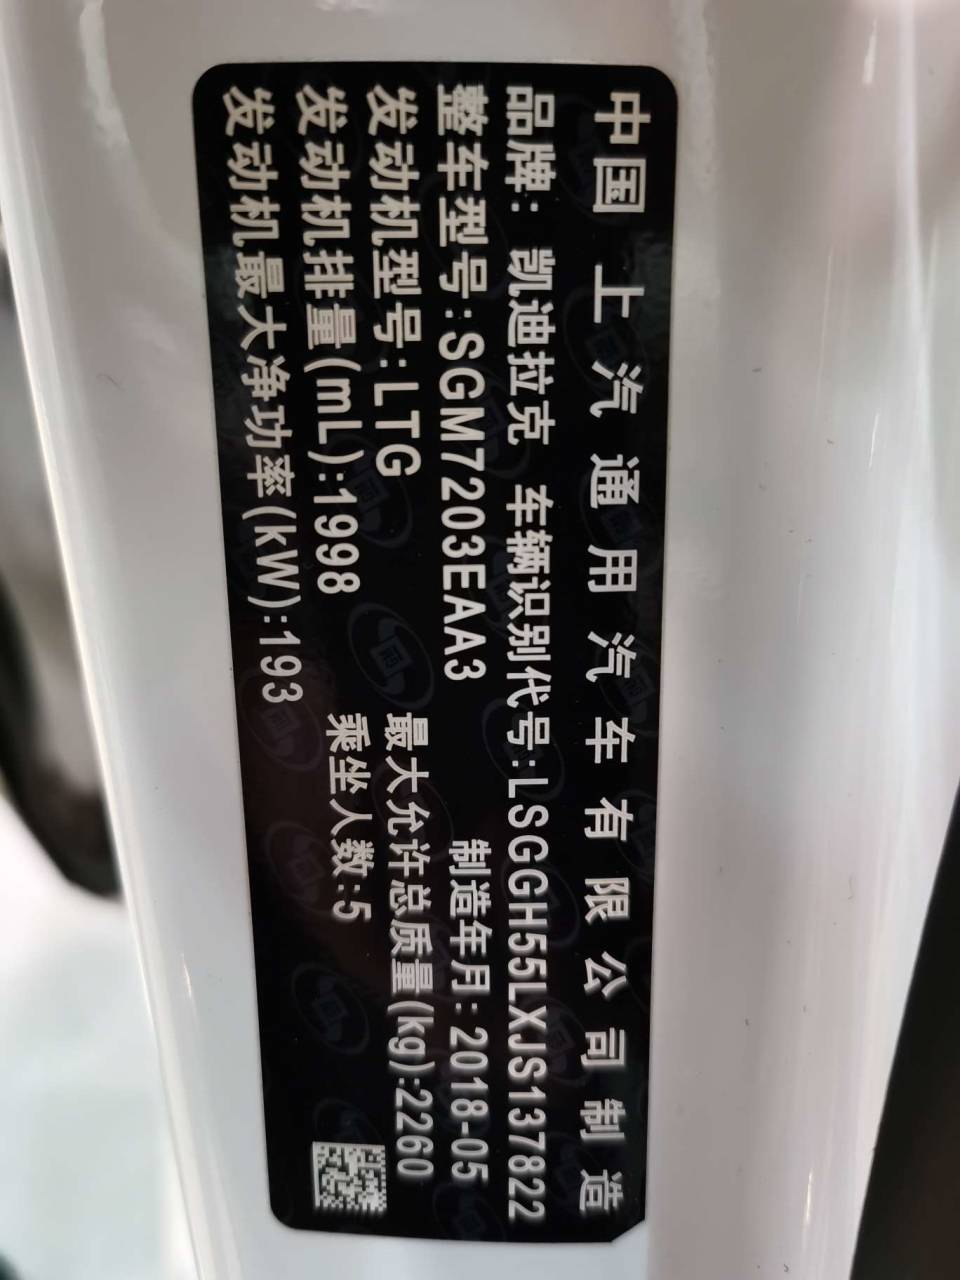 中国上汽通用汽车有限公司制造
品牌: 凯迪拉克 车辆识别代号:LSGGH55LXJS137822
整车型号:SGM7203EAA3 制造年月:2018-05
发动机型号:LTG 最大允许总质量(kg):2260
发动机排量(mL):1998 乘坐人数:5
发动机最大净功率(kW):193